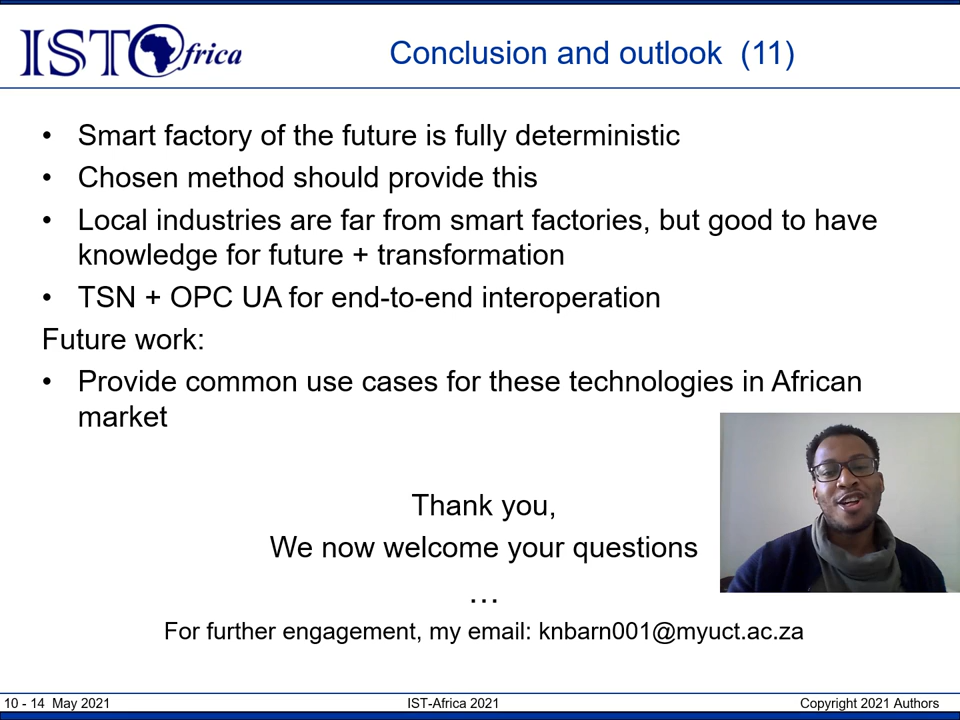 IST Africa
Conclusion and outlook (11)
• Smart factory of the future is fully deterministic
• Chosen method should provide this
• Local industries are far from smart factories, but good to have
knowledge for future + transformation
• TSN + OPC UA for end-to-end interoperation
Future work:
• Provide common use cases for these technologies in African
market
Thank you,
We now welcome your questions
…
For further engagement, my email: knbarn001@myuct.ac.za
10 - 14 May 2021
IST-Africa 2021
Copyright 2021 Authors